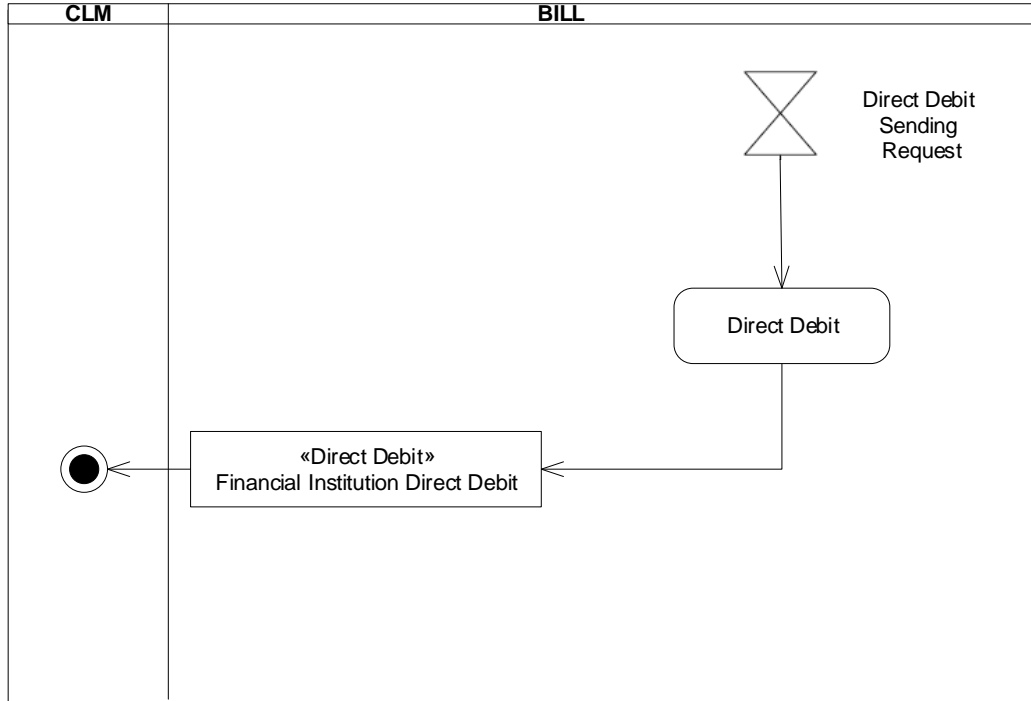 CLM
BILL
Direct Debit
Sending
Request
Direct Debit
«Direct Debit»
Financial Institution Direct Debit